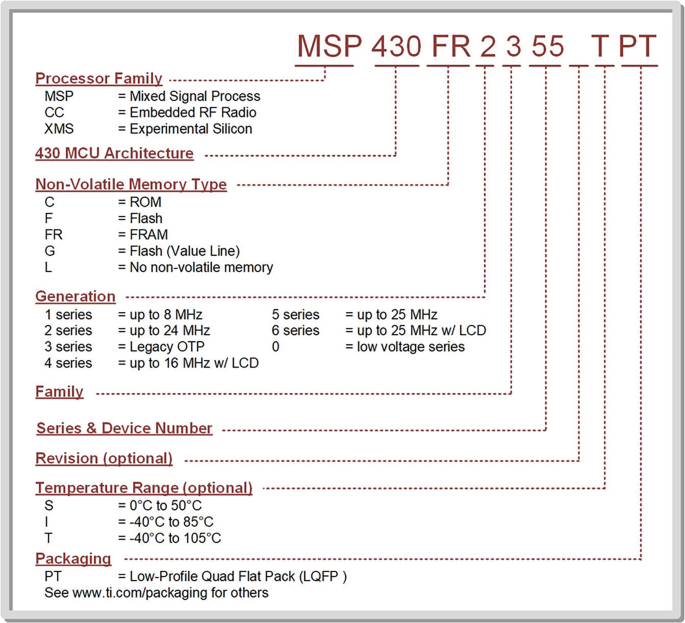 MSP 430 FR 2 3 55 _ T PT
Processor Family
MSP = Mixed Signal Process
CC = Embedded RF Radio
XMS = Experimental Silicon
430 MCU Architecture
Non-Volatile Memory Type
C = ROM
F = Flash
FR = FRAM
G = Flash (Value Line)
L = No non-volatile memory
Generation
1 series = up to 8 MHz 5 series = up to 25 MHz
2 series = up to 24 MHz 6 series = up to 25 MHz w/ LCD
3 series = Legacy OTP 0 = low voltage series
4 series = up to 16 MHz w/ LCD
Family
Series & Device Number
Revision (optional)
Temperature Range (optional)
S = 0°C to 50°C
I = -40°C to 85°C
T = -40°C to 105°C
Packaging
PT = Low-Profile Quad Flat Pack (LQFP )
See www.ti.com/packaging for others